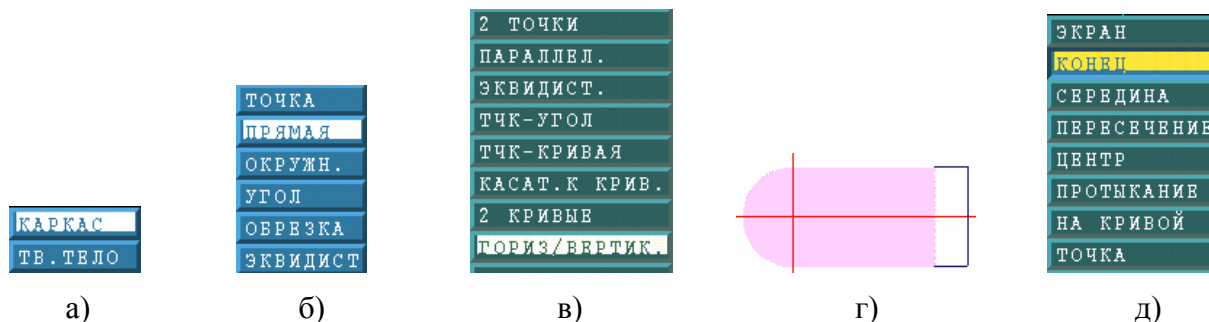 КАРКАС
ТВ.ТЕЛО
ТОЧКА
ПРЯМАЯ
ОКРУЖН.
УГОЛ
ОБРЕЗКА
ЭКВИДИСТ
2 ТОЧКИ
ПАРАЛЛЕЛ.
ЭКВИДИСТ.
ТЧК-УГОЛ
ТЧК-КРИВАЯ
КАСАТ.К КРИВ.
2 КРИВЫЕ
ГОРИЗ/ВЕРТИК.
ЭКРАН
КОНЕЦ
СЕРЕДИНА
ПЕРЕСЕЧЕНИЕ
ЦЕНТР
ПРОТЫКАНИЕ
НА КРИВОЙ
ТОЧКА
а) б) в) г) д)